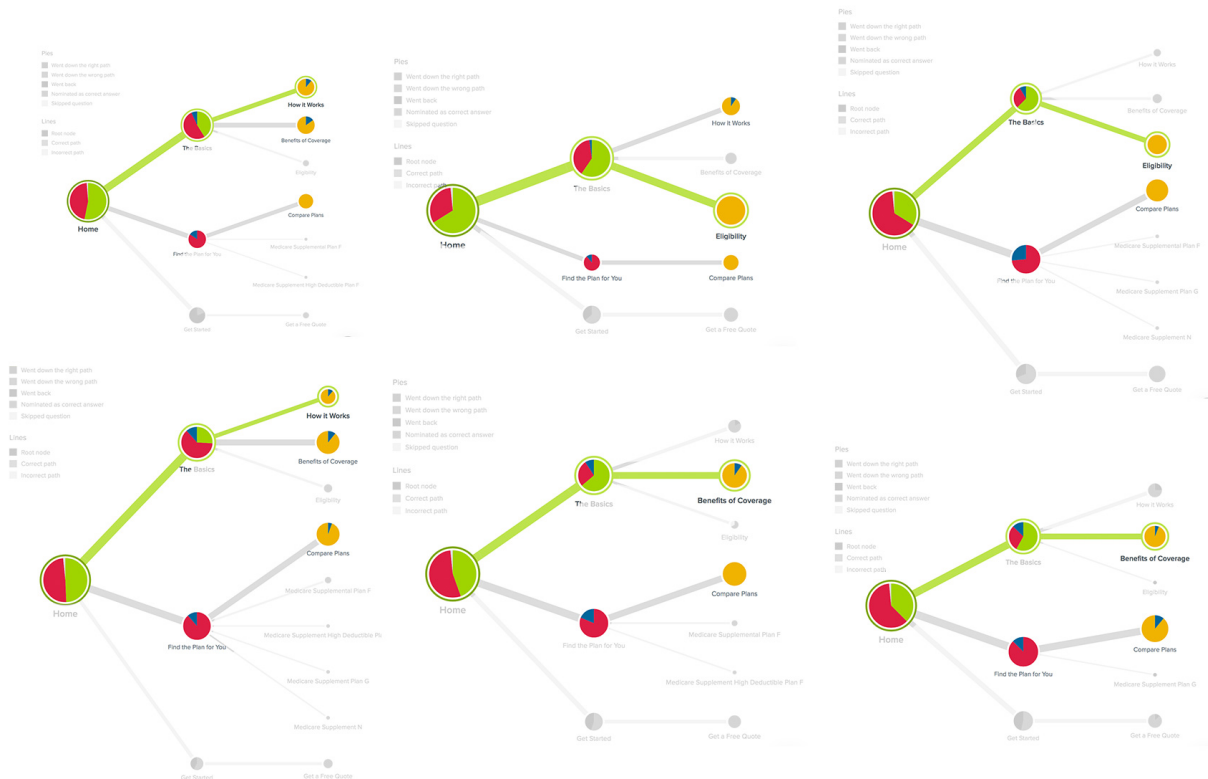 Pies
Went down the right path
Went down the wrong path
Went back
Nominated as correct answer
Skipped question
Lines
Root node
Correct path
Incorrect path
How it Works
The Basics
Benefits of Coverage
Eligibility
Home
Compare Plans
Find the Plan for You
Medicare Supplemental Plan F
Medicare Supplement High Deductible Plan F
Get Started
Get a Free Quote
Pies
Went down the right path
Went down the wrong path
Went back
Nominated as correct answer
Skipped question
Lines
Root node
Correct path
Incorrect path
How it Works
Benefits of Coverage
The Basics
Eligibility
Home
Find the Plan for You
Compare Plans
Get Started
Get a Free Quote
Pies
Went down the right path
Went down the wrong path
Went back
Nominated as correct answer
Skipped question
Lines
Root node
Correct path
Incorrect path
How it Works
Benefits of Coverage
The Basics
Eligibility
Compare Plans
Home
Medicare Supplemental Plan F
Find the Plan for You
Medicare Supplement Plan G
Medicare Supplement N
Get Started
Get a Free Quote
Went down the right path
Went down the wrong path
Went back
Nominated as correct answer
Skipped question
Lines
Root node
Correct path
Incorrect path
How it Works
Benefits of Coverage
The Basics
Eligibility
Compare Plans
Medicare Supplemental Plan F
Home
Medicare Supplement High Deductible Pl
Find the Plan for You
Medicare Supplement Plan G
Medicare Supplement N
Get Started
Get a Free Quote
Pies
Went down the right path
Went down the wrong path
Went back
Nominated as correct answer
Skipped question
Lines
Root node
Correct path
Incorrect path
How it Works
Benefits of Coverage
The Basics
Eligibility
Compare Plans
Home
Medicare Supplemental Plan F
Find the Plan for You
Medicare Supplement High Deductible Plan F
Get Started
Get a Free Quote
Pies
Went down the right path
Went down the wrong path
Went back
Nominated as correct answer
Skipped question
Lines
Root node
Correct path
Incorrect path
How it Works
Benefits of Coverage
The Basics
Eligibility
Home
Compare Plans
Find the Plan for You
Medicare Supplement Plan G
Get Started
Get a Free Quote